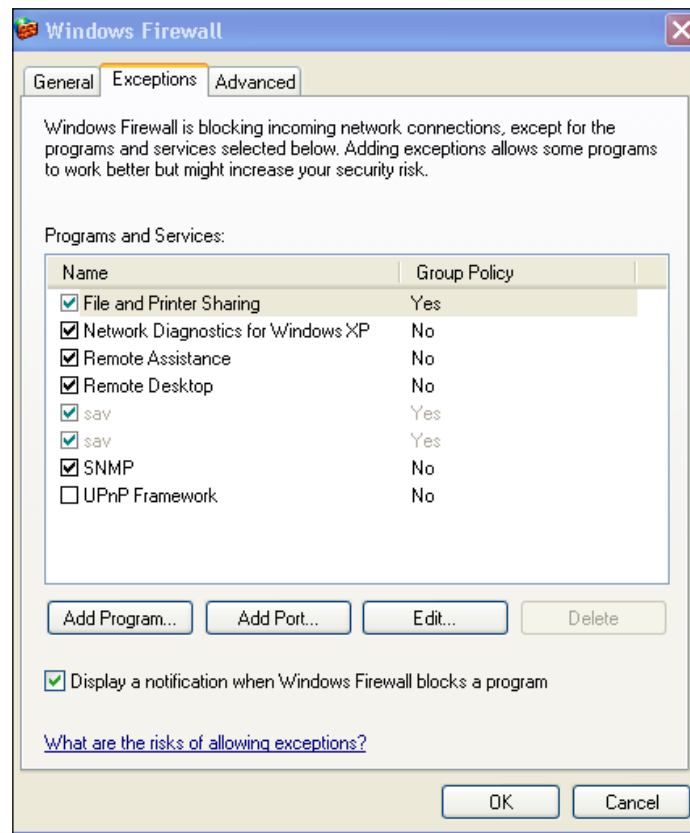 Windows Firewall
General Exceptions Advanced
Windows Firewall is blocking incoming network connections, except for the
programs and services selected below. Adding exceptions allows some programs
to work better but might increase your security risk.
Programs and Services:
Name Group Policy
File and Printer Sharing Yes
Network Diagnostics for Windows XP No
Remote Assistance No
Remote Desktop No
sav Yes
sav Yes
SNMP No
UPnP Framework No
Add Program... Add Port... Edit... Delete
Display a notification when Windows Firewall blocks a program
What are the risks of allowing exceptions?
OK Cancel